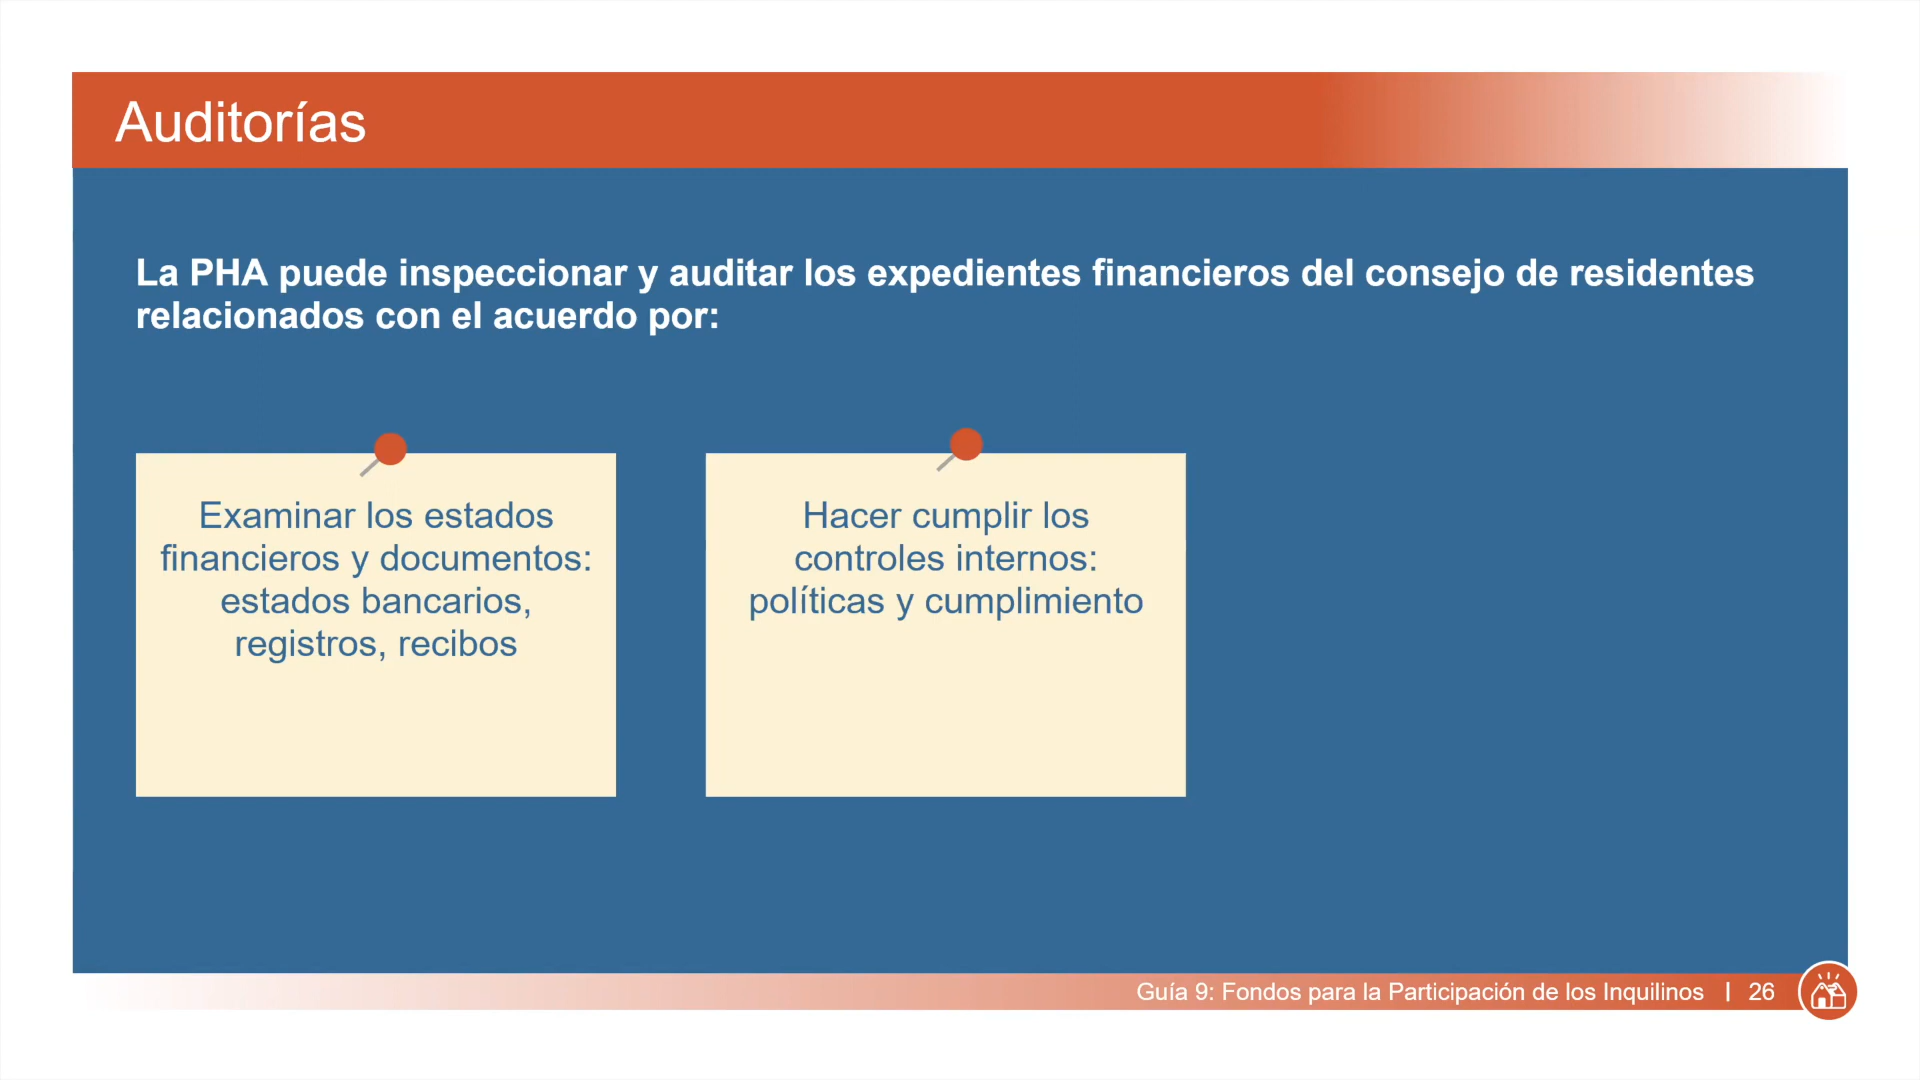 Auditorías
La PHA puede inspeccionar y auditar los expedientes financieros del consejo de residentes
relacionados con el acuerdo por:
Examinar los estados
financieros y documentos:
estados bancarios,
registros, recibos
Hacer cumplir los
controles internos:
políticas y cumplimiento
Guía 9: Fondos para la Participación de los Inquilinos | 26